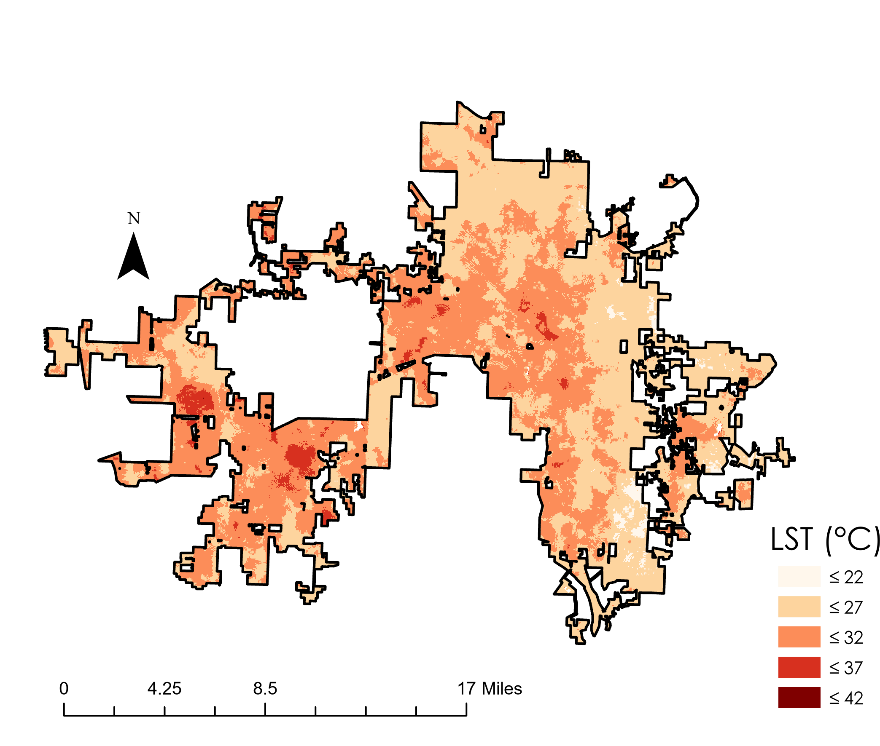 N
LST (°C)
≤ 22
≤ 27
≤ 32
≤ 37
≤ 42
0 4.25 8.5 17 Miles